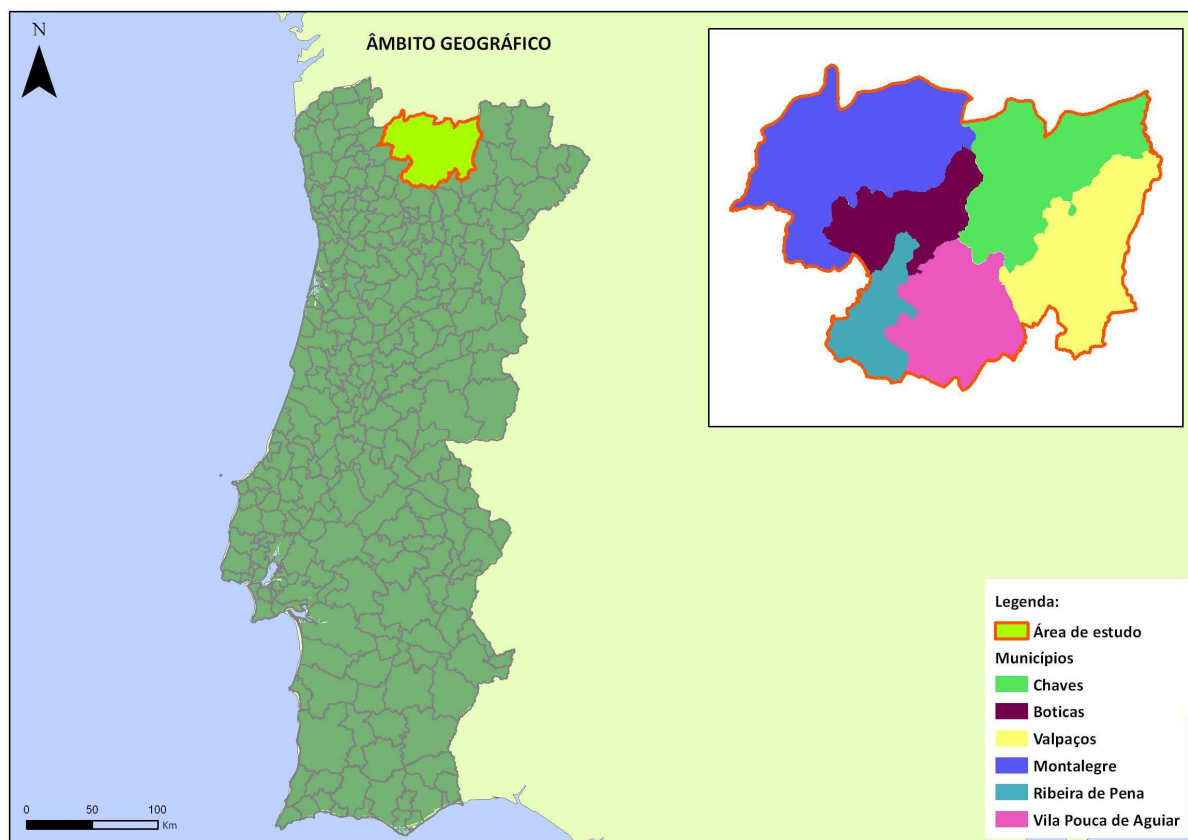 N
ÂMBITO GEOGRÁFICO
Legenda:
Área de estudo
Municípios
Chaves
Boticas
Valpaços
Montalegre
Ribeira de Pena
Vila Pouca de Aguiar
0 50 100
Km